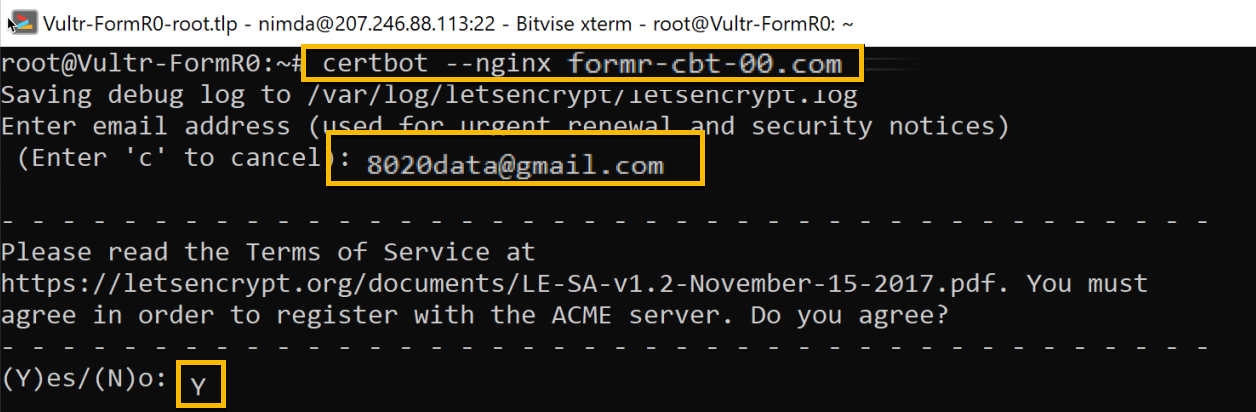 Vultr-FormR0-root.tlp - nimda@207.246.88.113:22 - Bitvise xterm - root@Vultr-FormR0: ~
root@Vultr-FormR0:~# certbot --nginx formr-cbt-00.com
Saving debug log to /var/log/letsencrypt/letsencrypt.log
Enter email address (used for urgent renewal and security notices)
(Enter 'c' to cancel): 8020data@gmail.com
- - - - - - - - - - - - - - - - - - - - - - - - - - - - - - - - - - - - - - - -
Please read the Terms of Service at
https://letsencrypt.org/documents/LE-SA-v1.2-November-15-2017.pdf. You must
agree in order to register with the ACME server. Do you agree?
- - - - - - - - - - - - - - - - - - - - - - - - - - - - - - - - - - - - - - - -
(Y)es/(N)o: Y